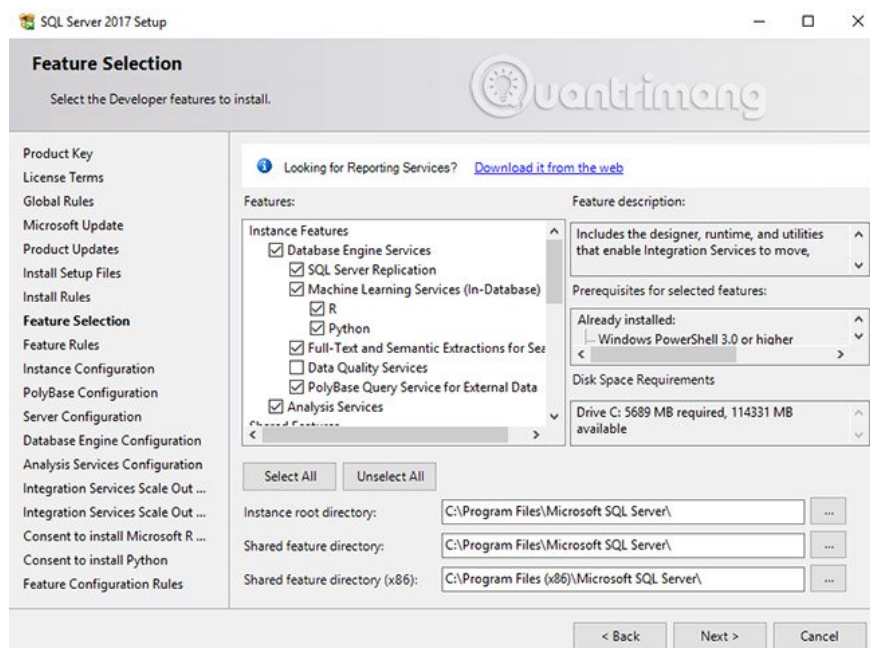 SQL Server 2017 Setup
Feature Selection
Select the Developer features to install.
Quantrimang
Product Key
License Terms
Global Rules
Microsoft Update
Product Updates
Install Setup Files
Install Rules
Feature Selection
Feature Rules
Instance Configuration
PolyBase Configuration
Server Configuration
Database Engine Configuration
Analysis Services Configuration
Integration Services Scale Out ...
Integration Services Scale Out ...
Consent to install Microsoft R ...
Consent to install Python
Feature Configuration Rules
Looking for Reporting Services? Download it from the web
Features:
Instance Features
Database Engine Services
SQL Server Replication
Machine Learning Services (In-Database)
R
Python
Full-Text and Semantic Extractions for Sea
Data Quality Services
PolyBase Query Service for External Data
Analysis Services
Shared Features
Feature description:
Includes the designer, runtime, and utilities
that enable Integration Services to move,
Prerequisites for selected features:
Already installed:
Windows PowerShell 3.0 or higher
Disk Space Requirements
Drive C: 5689 MB required, 114331 MB
available
Select All
Unselect All
Instance root directory: C:\Program Files\Microsoft SQL Server\ ...
Shared feature directory: C:\Program Files\Microsoft SQL Server\ ...
Shared feature directory (x86): C:\Program Files (x86)\Microsoft SQL Server\ ...
< Back
Next >
Cancel